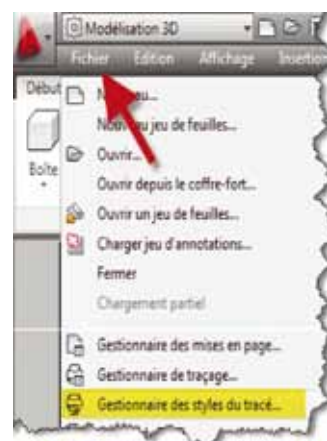 Modélisation 3D
Fichier Edition Affichage Insertion
Début
Nouveau...
Nouveau jeu de feuilles...
Ouvrir...
Boîte
Ouvrir depuis le coffre-fort...
Ouvrir un jeu de feuilles...
Charger jeu d'annotations...
Fermer
Chargement partiel
Gestionnaire des mises en page...
Gestionnaire de traçage...
Gestionnaire des styles du tracé...